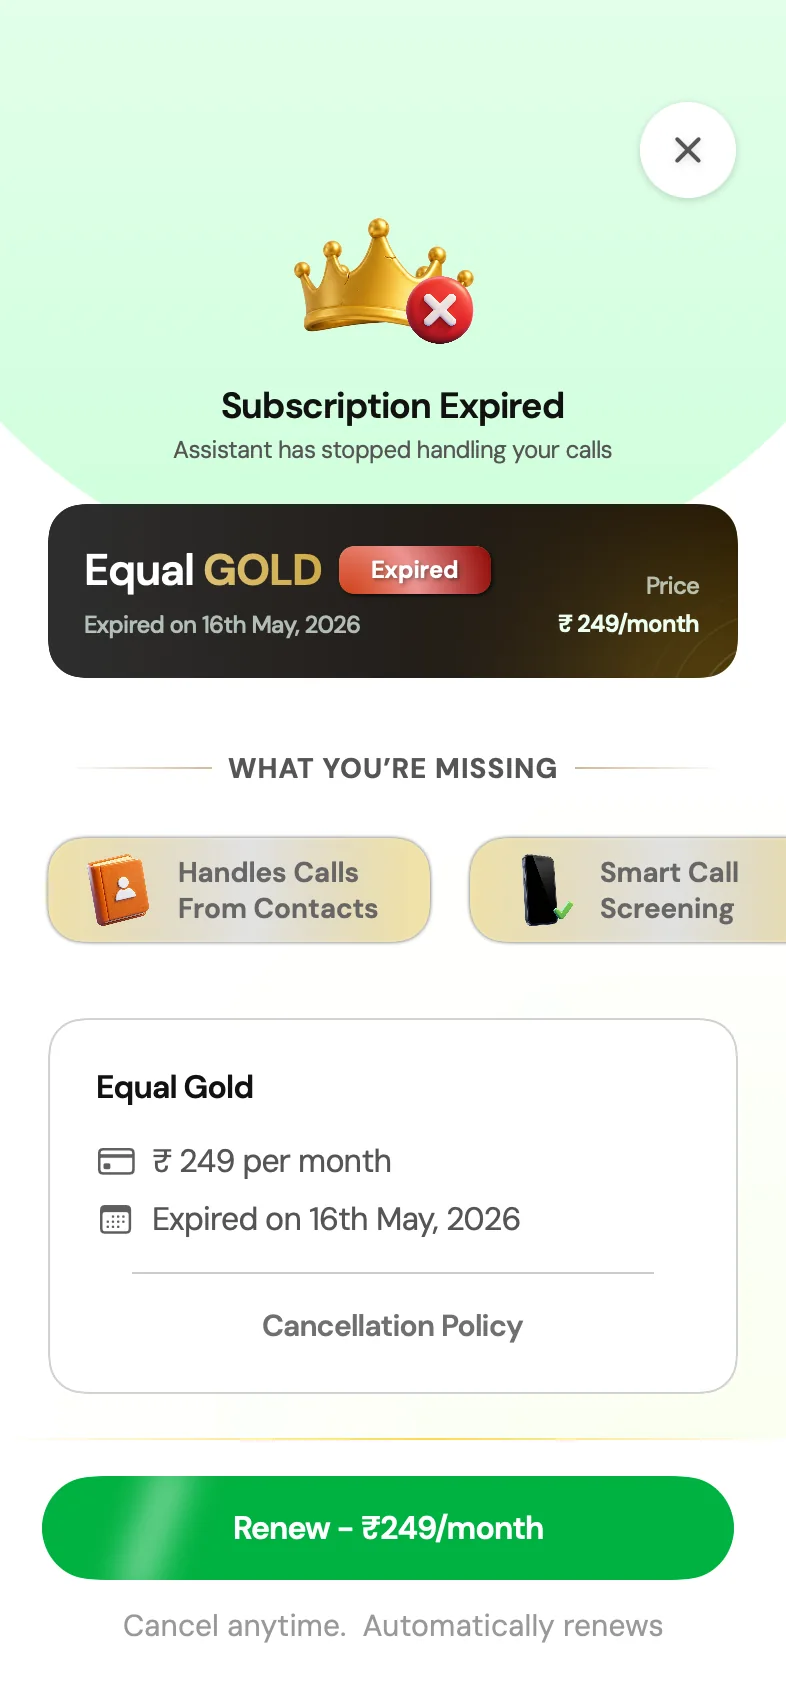 Subscription Expired
Assistant has stopped handling your calls
Equal GOLD
Expired
Expired on 16th May, 2026
Price
₹ 249/month
WHAT YOU’RE MISSING
Handles Calls
From Contacts
Smart Call
Screening
Equal Gold
₹ 249 per month
Expired on 16th May, 2026
Cancellation Policy
Renew - ₹249/month
Cancel anytime.  Automatically renews